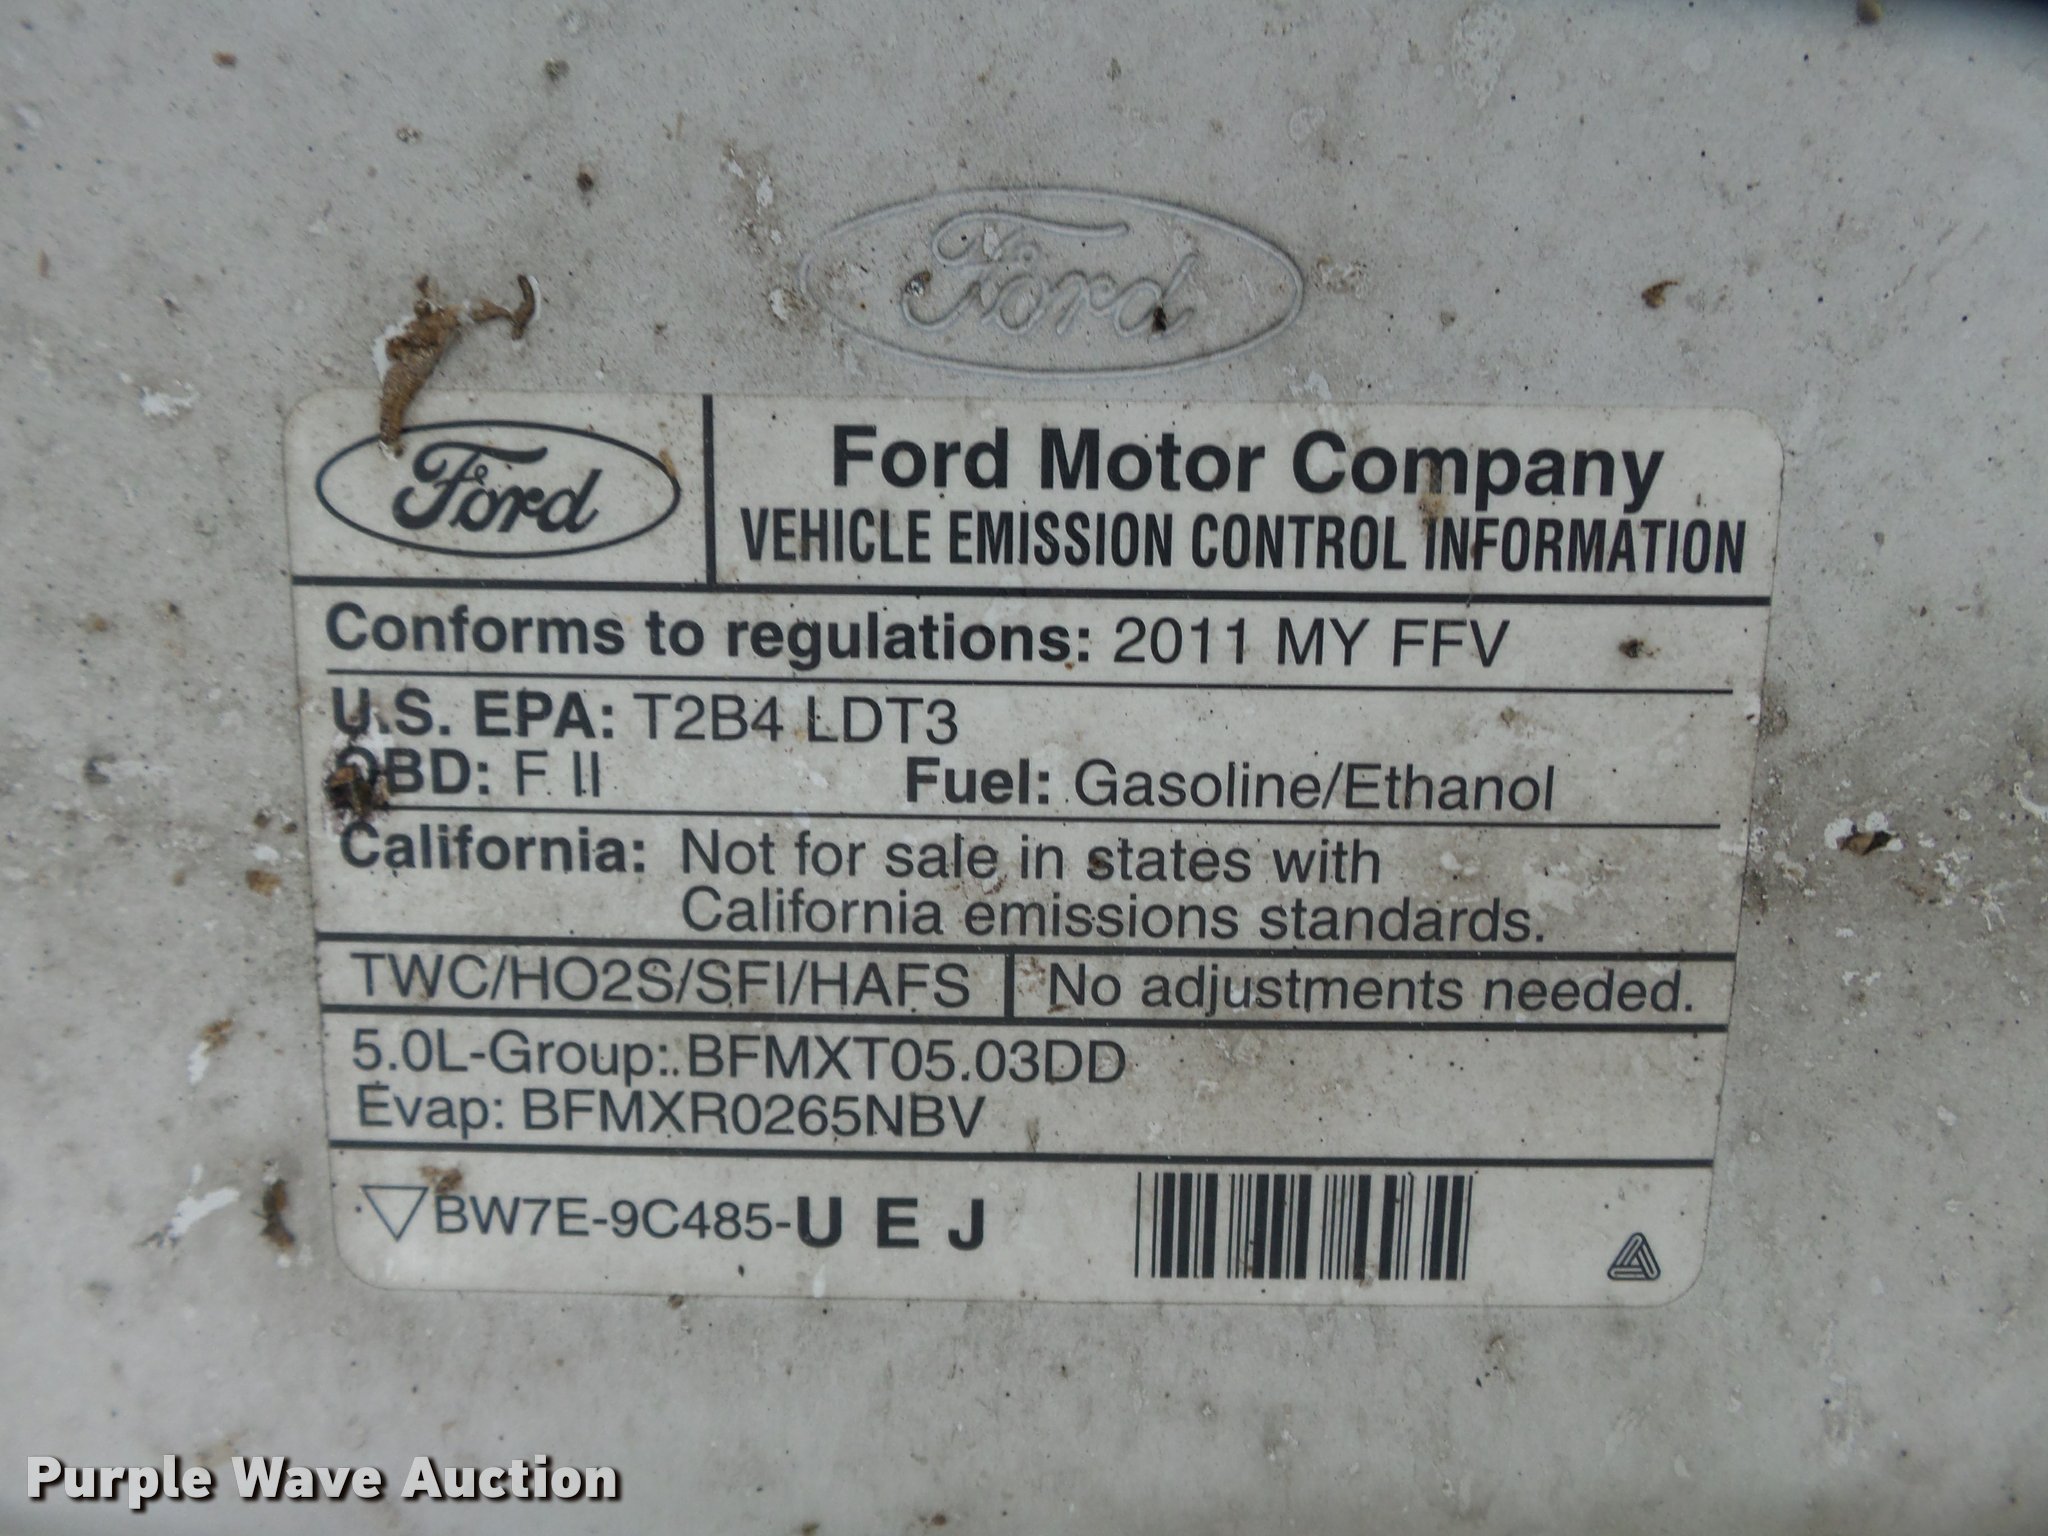 Ford
Ford
Ford Motor Company
VEHICLE EMISSION CONTROL INFORMATION
Conforms to regulations: 2011 MY FFV
U.S. EPA: T2B4 LDT3
OBD: F II Fuel: Gasoline/Ethanol
California: Not for sale in states with
California emissions standards.
TWC/HO2S/SFI/HAFS No adjustments needed.
5.0L-Group: BFMXT05.03DD
Evap: BFMXR0265NBV
BW7E-9C485-U E J
Purple Wave Auction